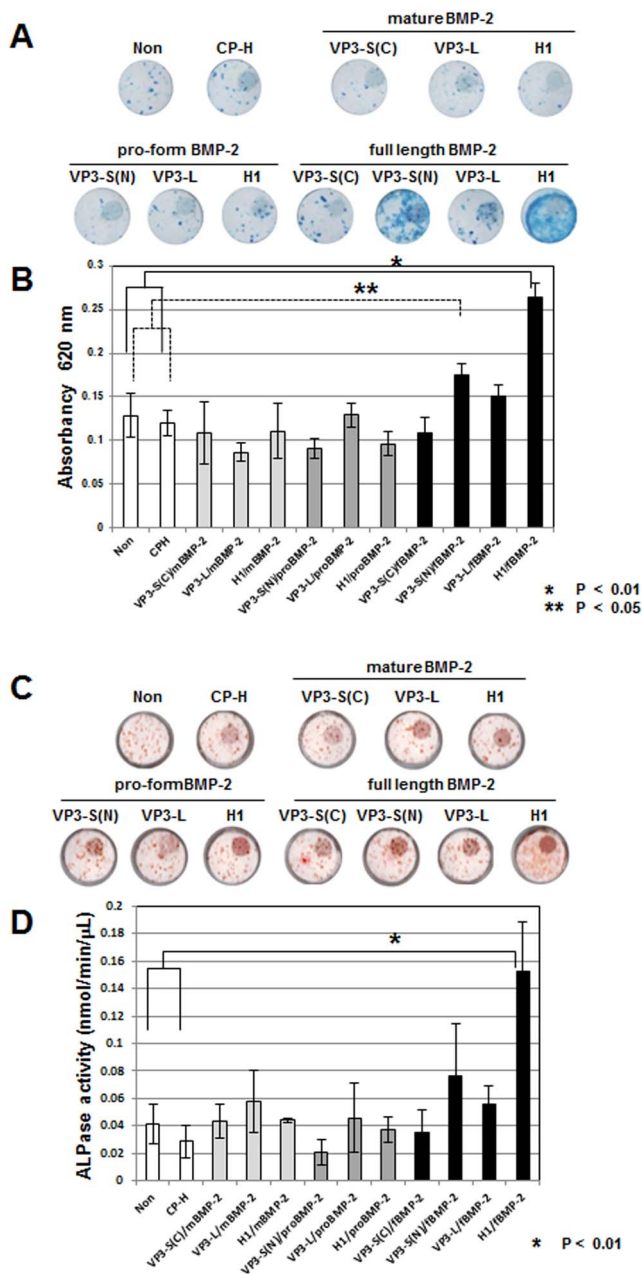 A
mature BMP-2
Non CP-H VP3-S(C) VP3-L H1
pro-form BMP-2 full length BMP-2
VP3-S(N) VP3-L H1 VP3-S(C) VP3-S(N) VP3-L H1
B
Absorbancy 620 nm
0.3
0.25
0.2
0.15
0.1
0.05
0
*
**
Non
CPH
VP3-S(C)/mBMP-2
VP3-L/mBMP-2
H1/mBMP-2
VP3-S(N)/proBMP-2
VP3-L/proBMP-2
H1/proBMP-2
VP3-S(C)/fBMP-2
VP3-S(N)/fBMP-2
VP3-L/fBMP-2
H1/fBMP-2
* P < 0.01
** P < 0.05
C
mature BMP-2
Non CP-H VP3-S(C) VP3-L H1
pro-formBMP-2 full length BMP-2
VP3-S(N) VP3-L H1 VP3-S(C) VP3-S(N) VP3-L H1
D
ALPase activity (nmol/min/µL)
0.2
0.18
0.16
0.14
0.12
0.1
0.08
0.06
0.04
0.02
0
*
Non
CP-H
VP3-S(C)/mBMP-2
VP3-L/mBMP-2
H1/mBMP-2
VP3-S(N)/proBMP-2
VP3-L/proBMP-2
H1/proBMP-2
VP3-S(C)/fBMP-2
VP3-S(N)/fBMP-2
VP3-L/fBMP-2
H1/fBMP-2
* P < 0.01